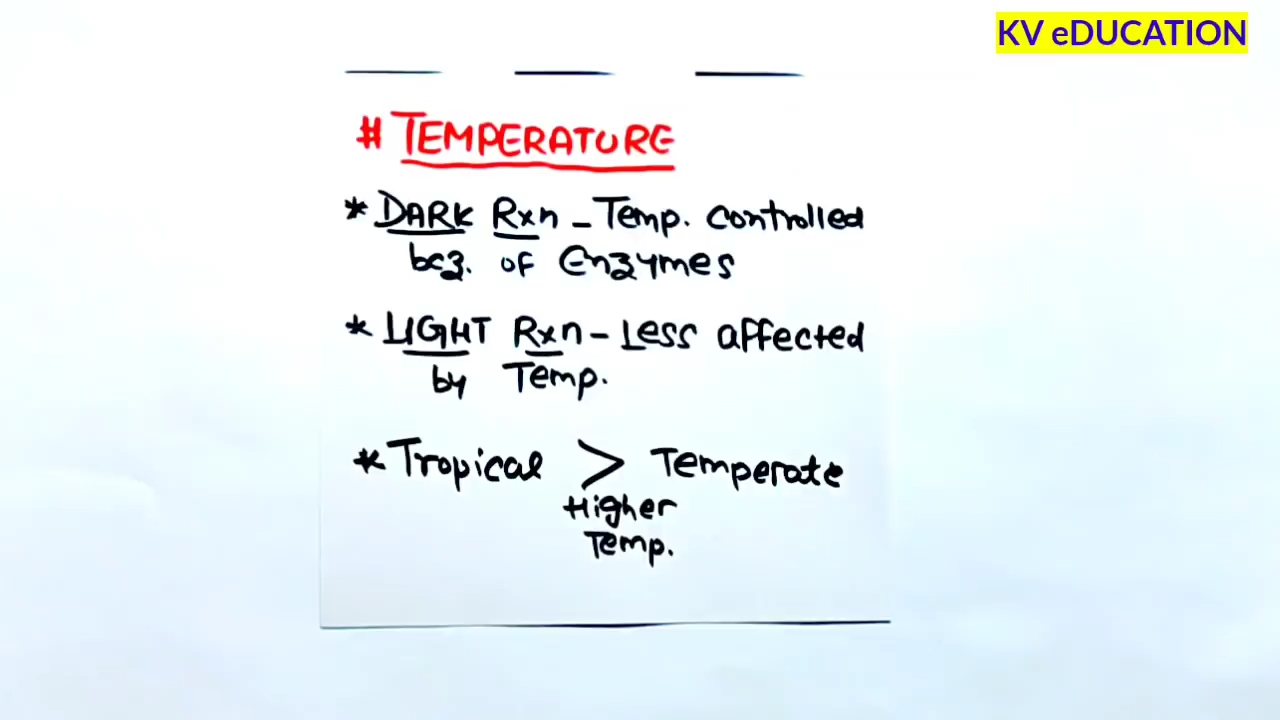 KV eDUCATION
# TEMPERATURE
* DARK Rxn - Temp. controlled
bcz. of Enzymes
* LIGHT Rxn - Less affected
by Temp.
* Tropical > Temperate
Higher
Temp.